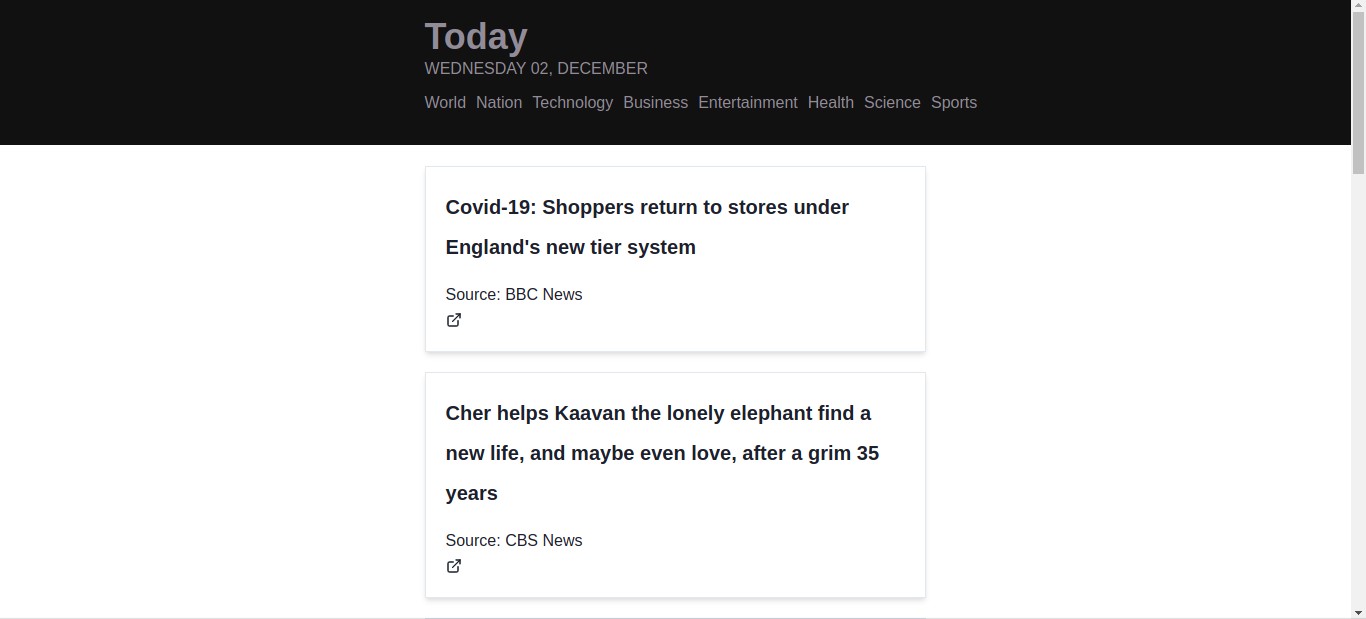 Today
WEDNESDAY 02, DECEMBER
World Nation Technology Business Entertainment Health Science Sports
Covid-19: Shoppers return to stores under
England's new tier system
Source: BBC News
Cher helps Kaavan the lonely elephant find a
new life, and maybe even love, after a grim 35
years
Source: CBS News